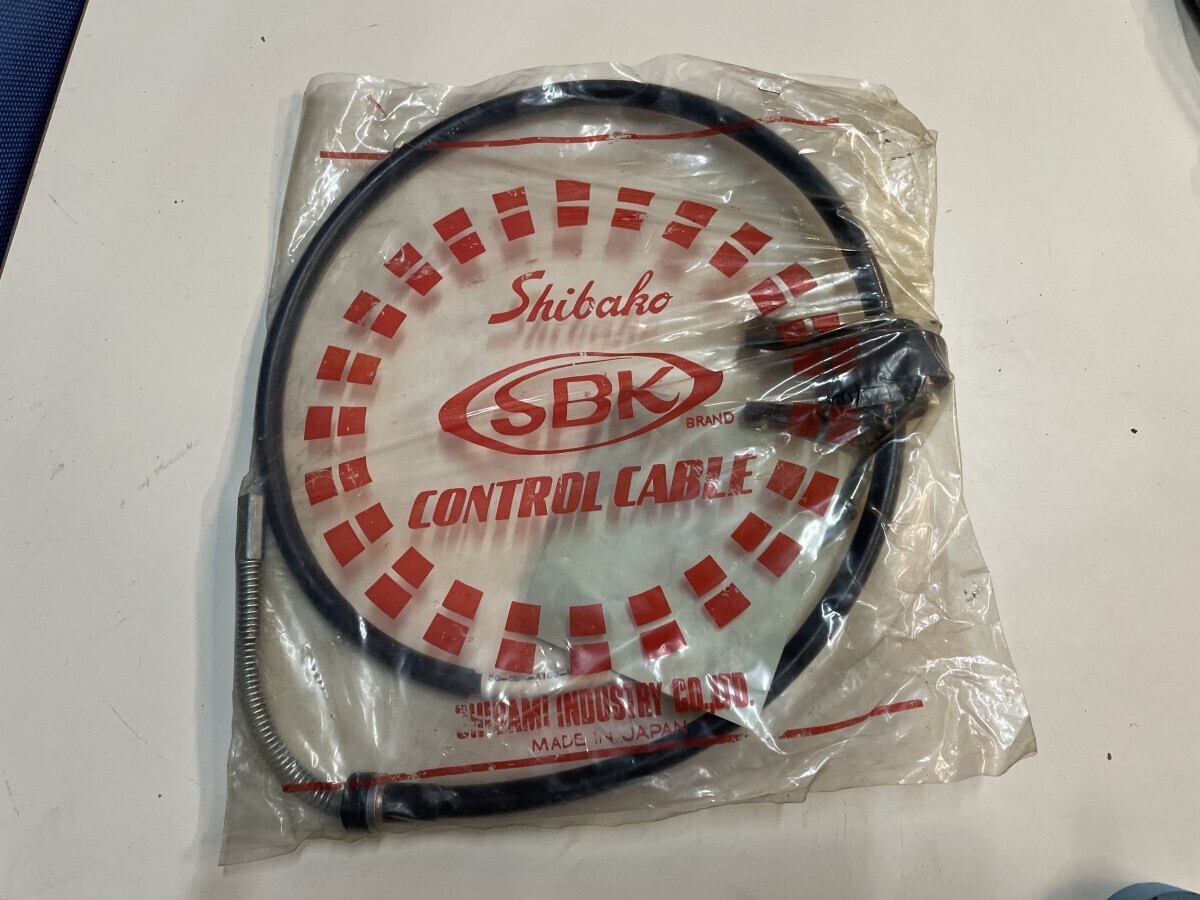 Shibako
SBK
BRAND
CONTROL CABLE
INDUSTRY CO.,LTD.
MADE IN JAPAN